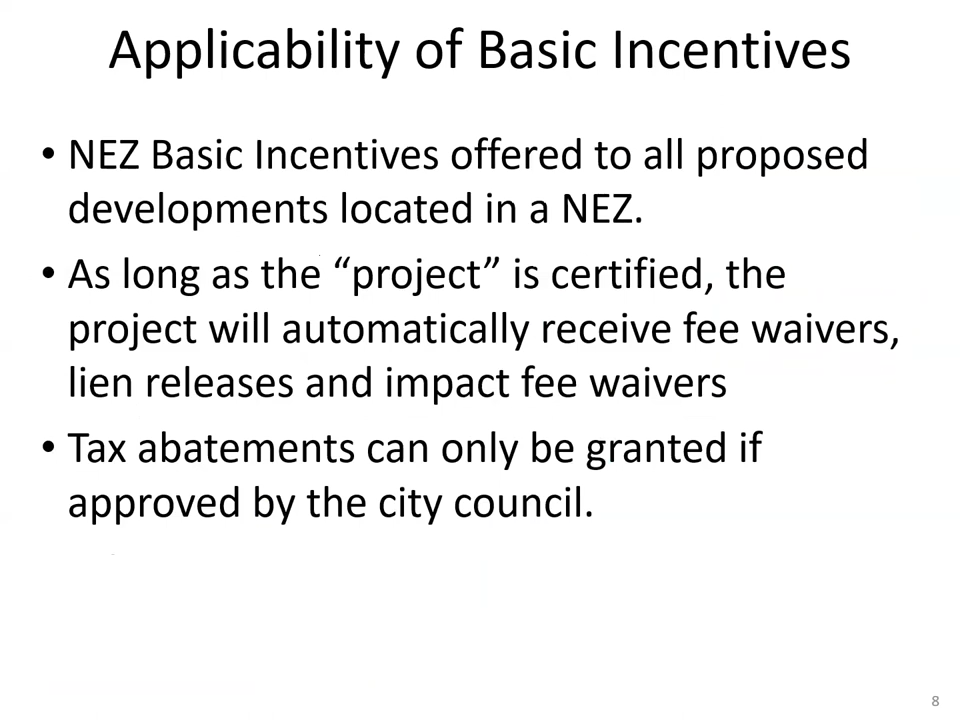 Applicability of Basic Incentives
• NEZ Basic Incentives offered to all proposed
developments located in a NEZ.
• As long as the “project” is certified, the
project will automatically receive fee waivers,
lien releases and impact fee waivers
• Tax abatements can only be granted if
approved by the city council.
8